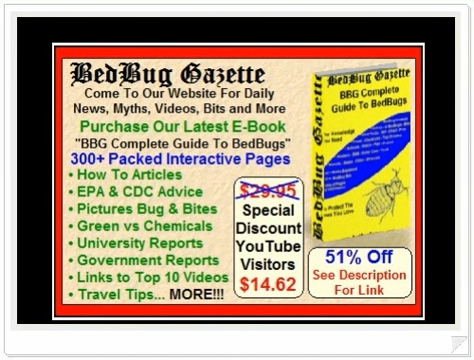 BedBug Gazette
Come To Our Website For Daily
News, Myths, Videos, Bits and More
Purchase Our Latest E-Book
"BBG Complete Guide To BedBugs"
300+ Packed Interactive Pages
• How To Articles
• EPA & CDC Advice
• Pictures Bug & Bites
• Green vs Chemicals
• University Reports
• Government Reports
• Links to Top 10 Videos
• Travel Tips... MORE!!!
$29.95
Special
Discount
YouTube
Visitors
$14.62
BedBug Gazette
BBG Complete
Guide To BedBugs
BedBug Gazette
51% Off
See Description
For Link